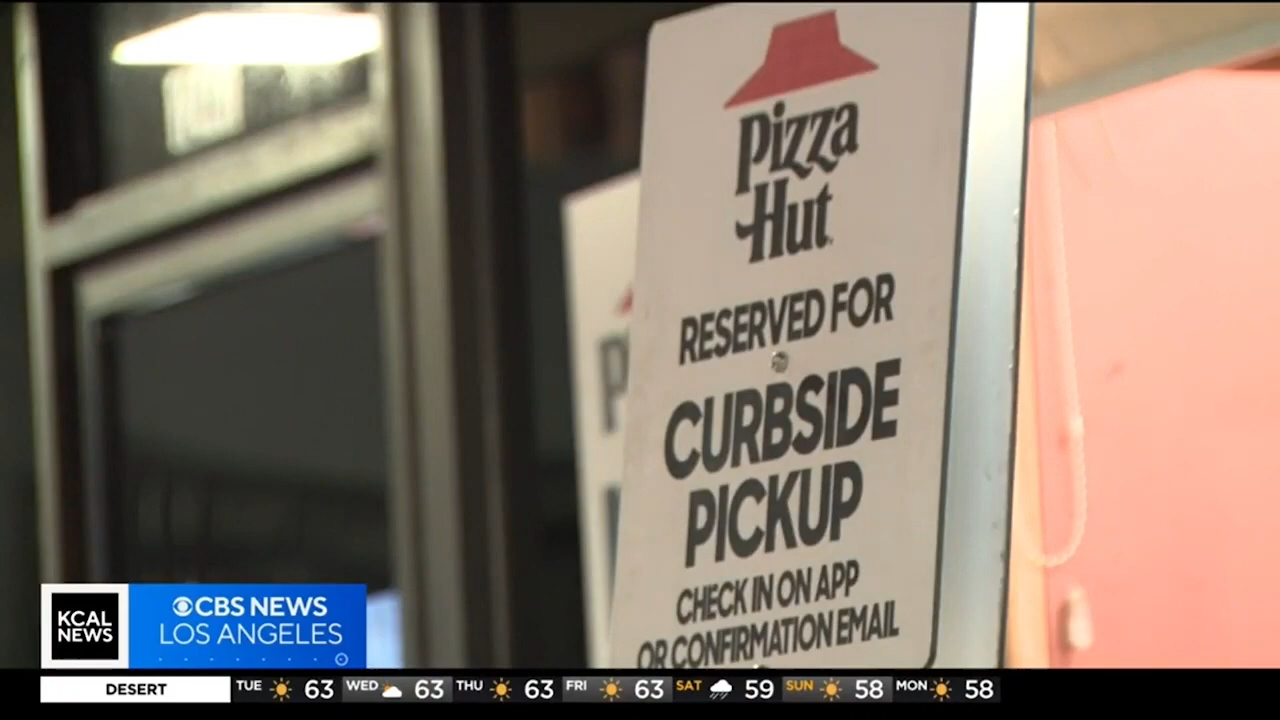 Pizza
Hut
RESERVED FOR
CURBSIDE
PICKUP
CHECK IN ON APP
OR CONFIRMATION EMAIL
P
KCAL
NEWS
CBS NEWS
LOS ANGELES
DESERT TUE 63 WED 63 THU 63 FRI 63 SAT 59 SUN 58 MON 58